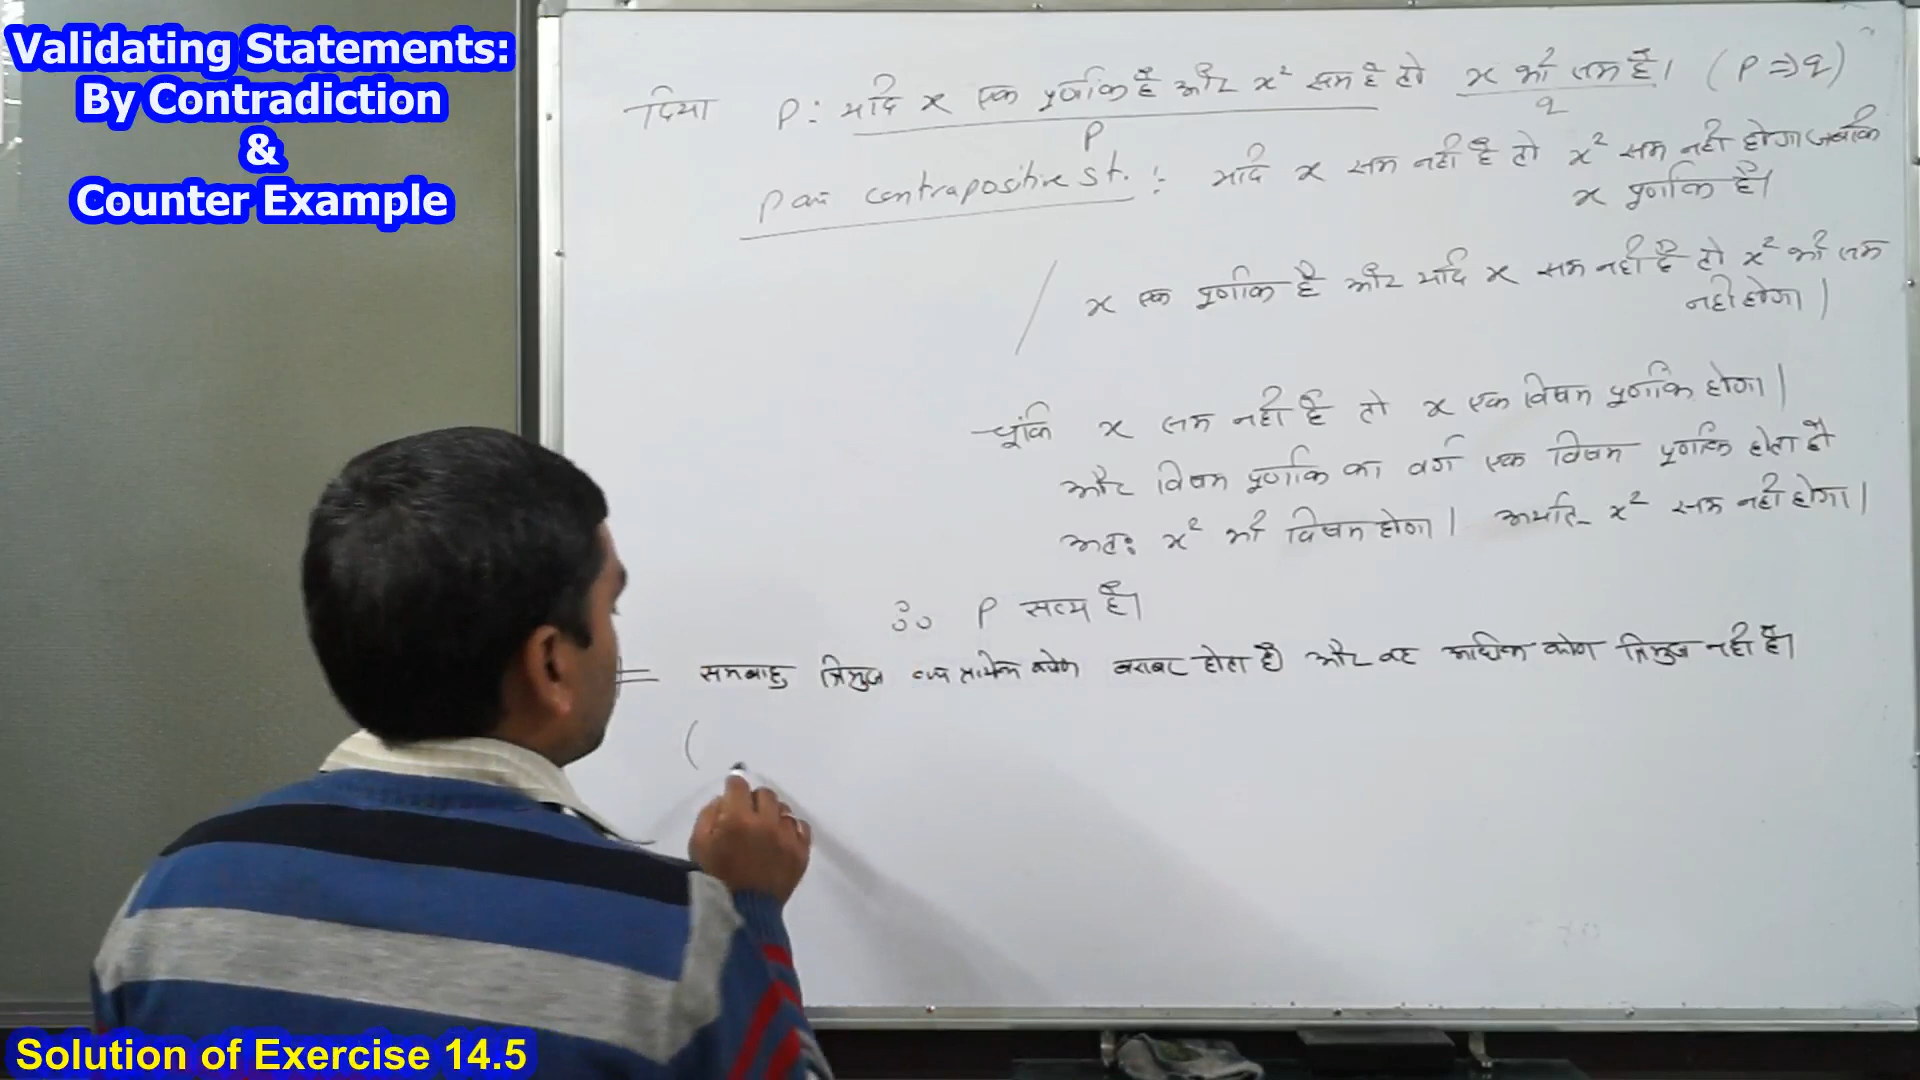 Validating Statements:
By Contradiction
&
Counter Example
दिया P : यदि x एक पूर्णांक है और x² सम है तो x भी सम है। (P ⇒ q)
P q
P का contrapositive st. : यदि x सम नहीं है तो x² सम नहीं होगा जबकि
x पूर्णांक है।
/ x एक पूर्णांक है और यदि x सम नहीं है तो x² भी सम
नहीं होगा।
चूंकि x सम नहीं है तो x एक विषम पूर्णांक होगा।
और विषम पूर्णांक का वर्ग एक विषम पूर्णांक होता है
अतः x² भी विषम होगा। अर्थात x² सम नहीं होगा।
∴ P सत्य है।
समबाहु त्रिभुज का प्रत्येक कोण बराबर होता है और वह अधिक कोण त्रिभुज नहीं है।
(
Solution of Exercise 14.5